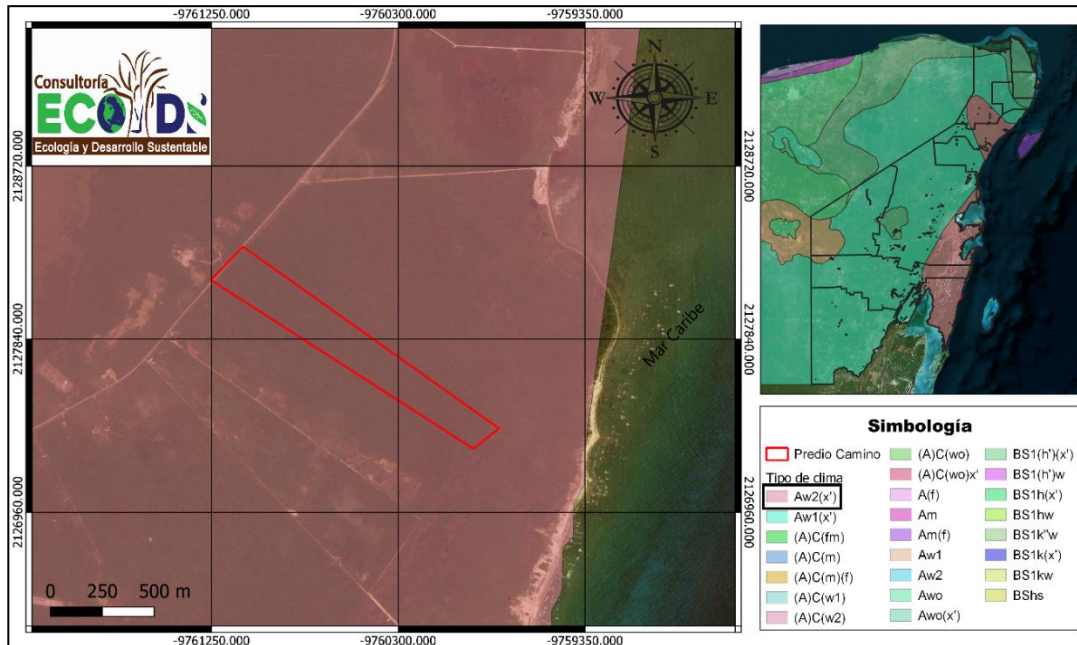 -9761250.000 -9760300.000 -9759350.000
Consultoría
ECO DS
Ecología y Desarrollo Sustentable
N
W E
S
2128720.000
2128720.000
2127840.000
2127840.000
2126960.000
2126960.000
Mar Caribe
0 250 500 m
-9761250.000 -9760300.000 -9759350.000
Simbología
Predio Camino
Tipo de clima
Aw2(x')
Aw1(x')
(A)C(fm)
(A)C(m)
(A)C(m)(f)
(A)C(w1)
(A)C(w2)
(A)C(wo)
(A)C(wo)x'
A(f)
Am
Am(f)
Aw1
Aw2
Awo
Awo(x')
BS1(h')(x')
BS1(h')w
BS1h(x')
BS1hw
BS1k"w
BS1k(x')
BS1kw
BShs